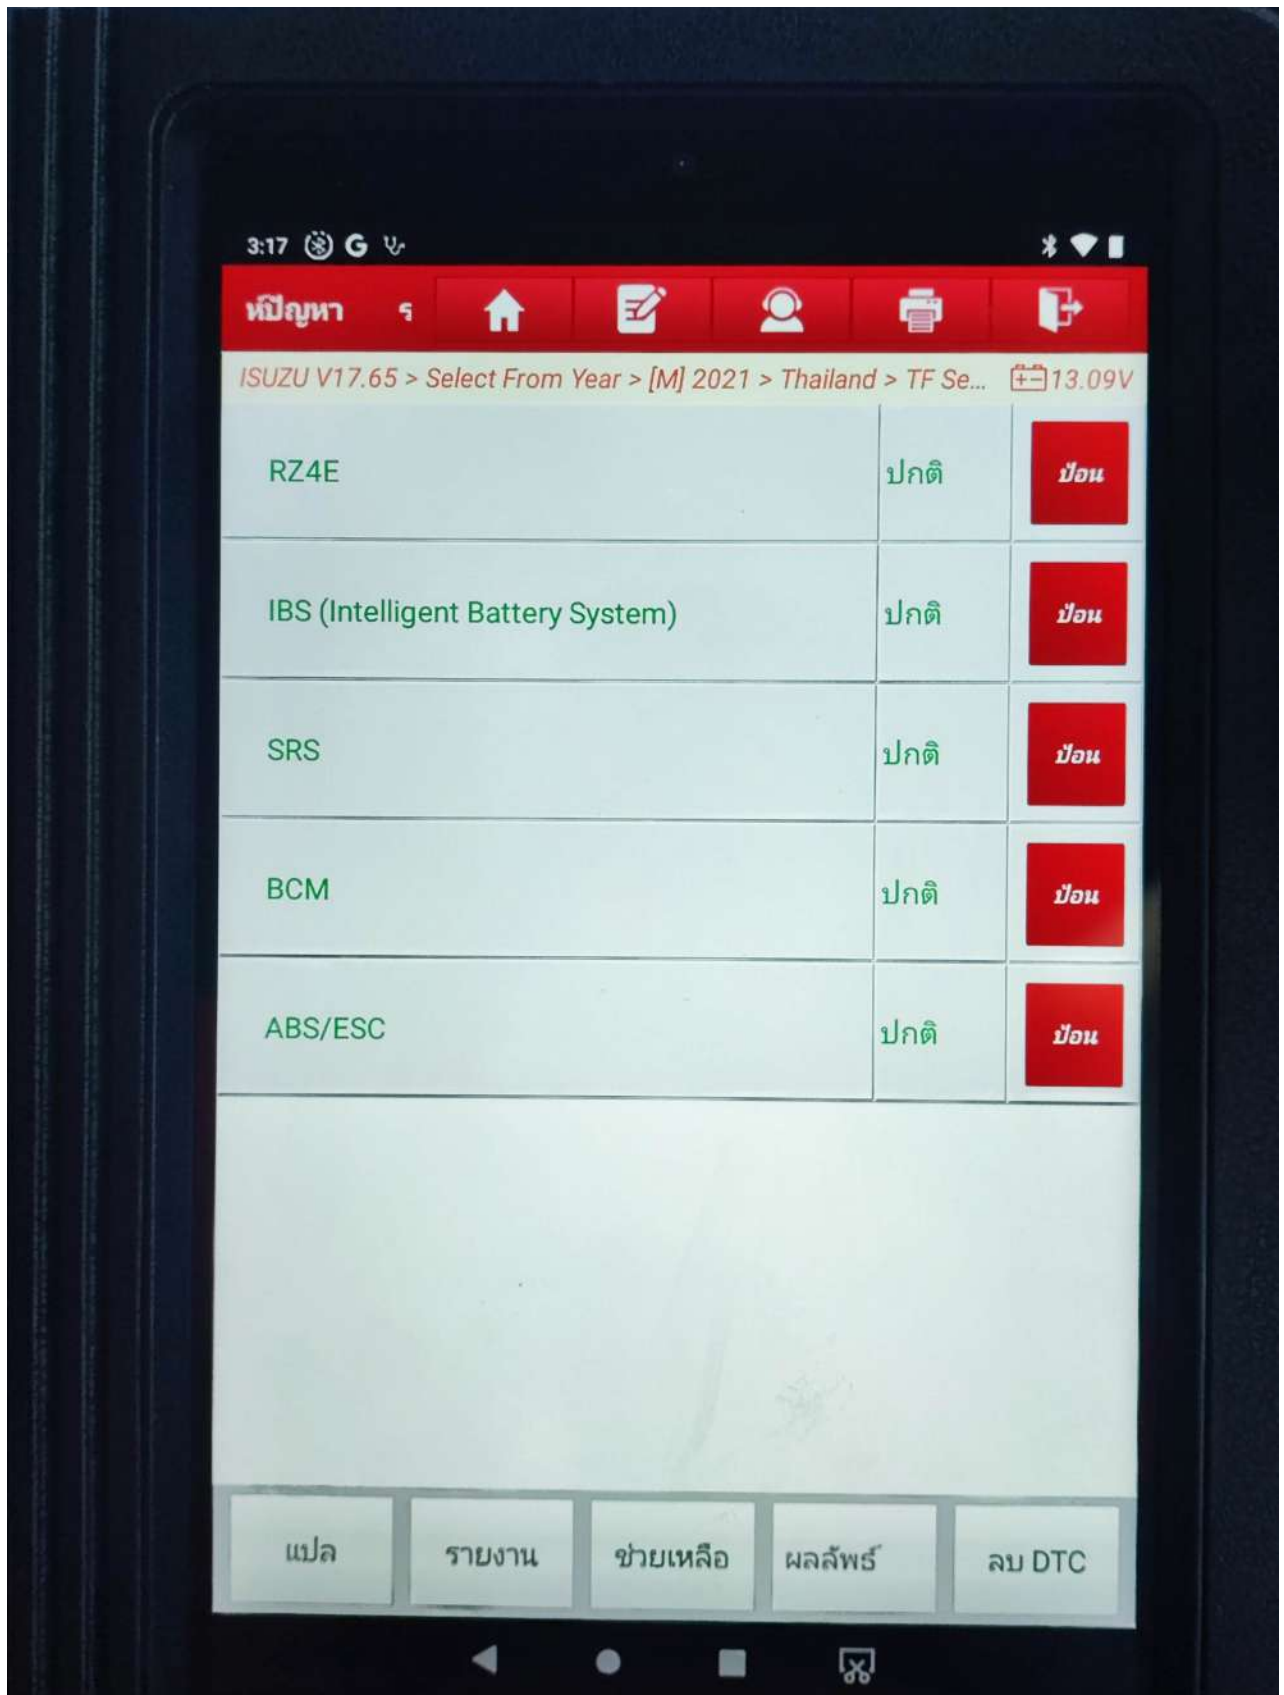 3:17 G
ห์ปัญหา ร
ISUZU V17.65 > Select From Year > [M] 2021 > Thailand > TF Se... 13.09V
RZ4E ปกติ ป้อน
IBS (Intelligent Battery System) ปกติ ป้อน
SRS ปกติ ป้อน
BCM ปกติ ป้อน
ABS/ESC ปกติ ป้อน
แปล รายงาน ช่วยเหลือ ผลลัพธ์ ลบ DTC